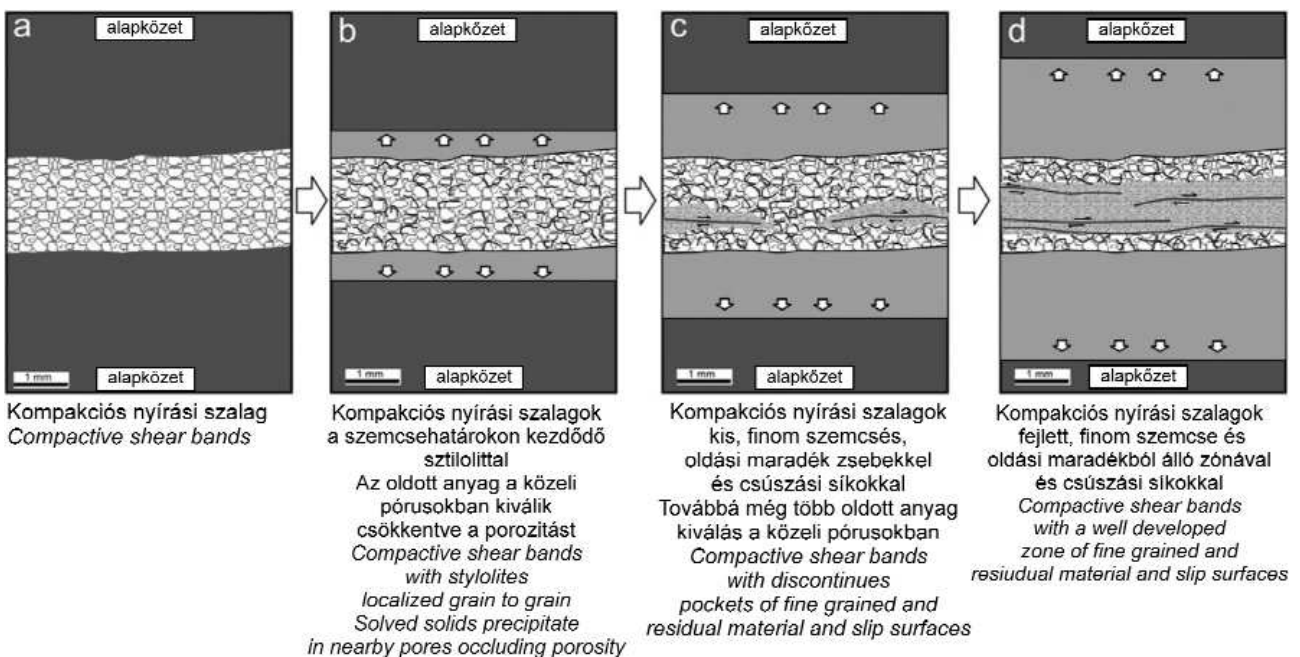 a
alapkőzet
1 mm
alapkőzet
Kompakciós nyírási szalag
Compactive shear bands
b
alapkőzet
1 mm
alapkőzet
Kompakciós nyírási szalagok
a szemcsehatárokon kezdődő
sztilolittal
Az oldott anyag a közeli
pórusokban kiválik
csökkentve a porozitást
Compactive shear bands
with stylolites
localized grain to grain
Solved solids precipitate
in nearby pores occluding porosity
c
alapkőzet
1 mm
alapkőzet
Kompakciós nyírási szalagok
kis, finom szemcsés,
oldási maradék zsebekkel
és csúszási síkokkal
Továbbá még több oldott anyag
kiválás a közeli pórusokban
Compactive shear bands
with discontinues
pockets of fine grained and
residual material and slip surfaces
d
alapkőzet
1 mm
alapkőzet
Kompakciós nyírási szalagok
fejlett, finom szemcse és
oldási maradékból álló zónával
és csúszási síkokkal
Compactive shear bands
with a well developed
zone of fine grained and
resiudual material and slip surfaces